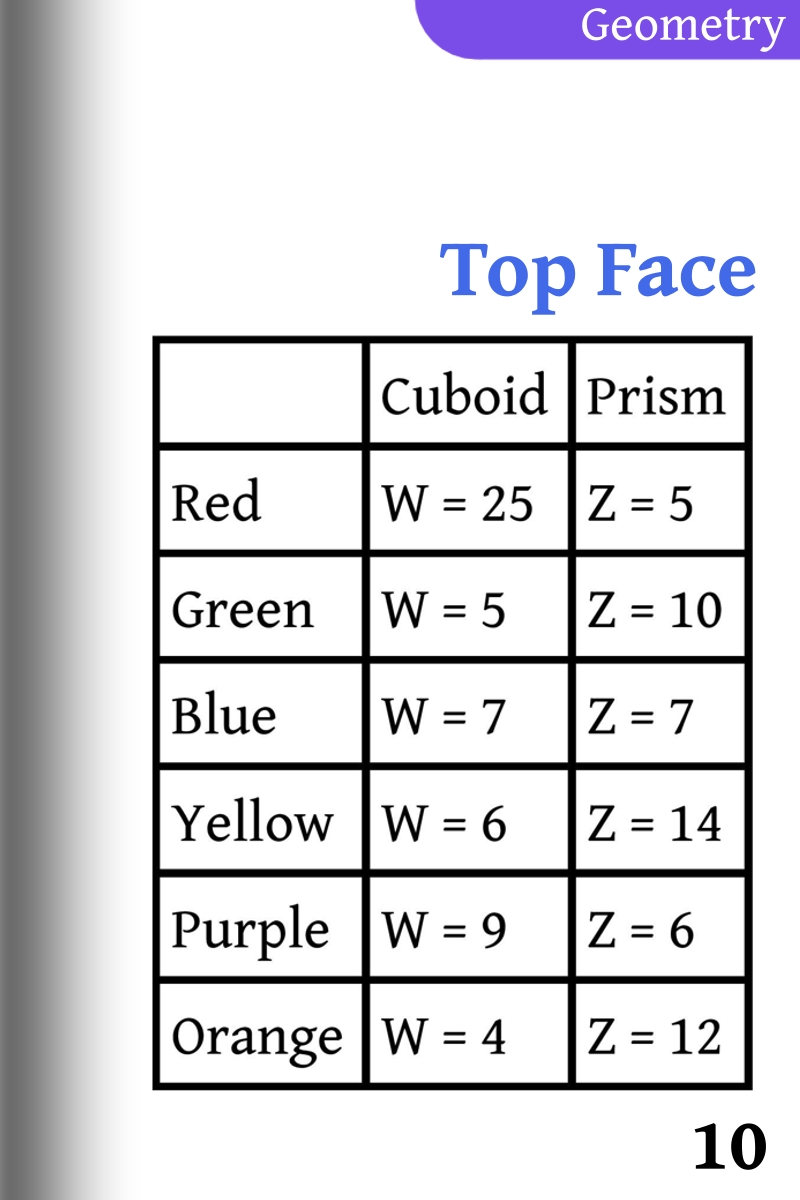 Geometry
Top Face
Cuboid Prism
Red W = 25 Z = 5
Green W = 5 Z = 10
Blue W = 7 Z = 7
Yellow W = 6 Z = 14
Purple W = 9 Z = 6
Orange W = 4 Z = 12
10